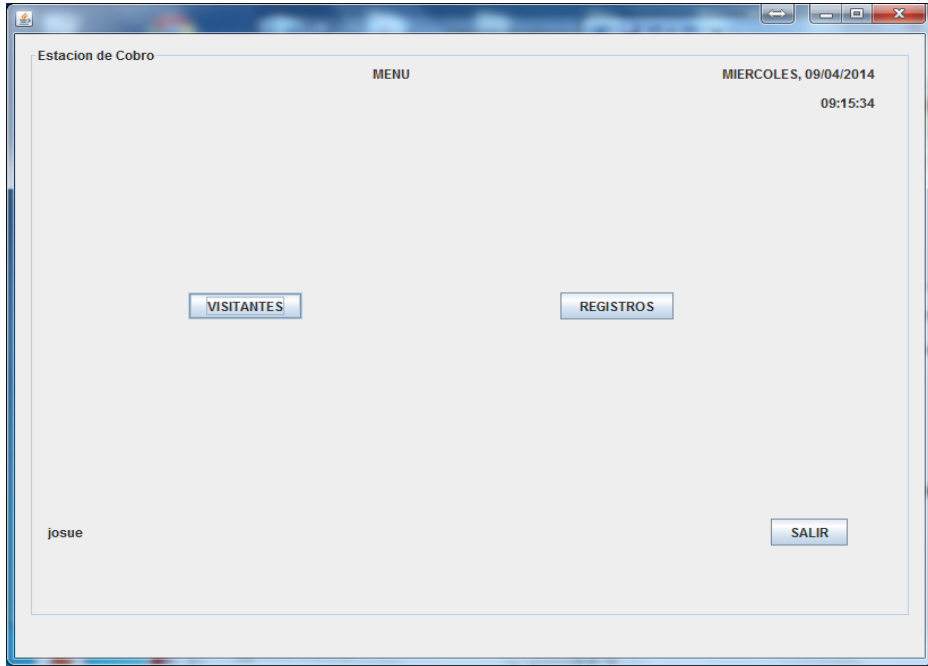 Estacion de Cobro
MENU
MIERCOLES, 09/04/2014
09:15:34
VISITANTES
REGISTROS
josue
SALIR